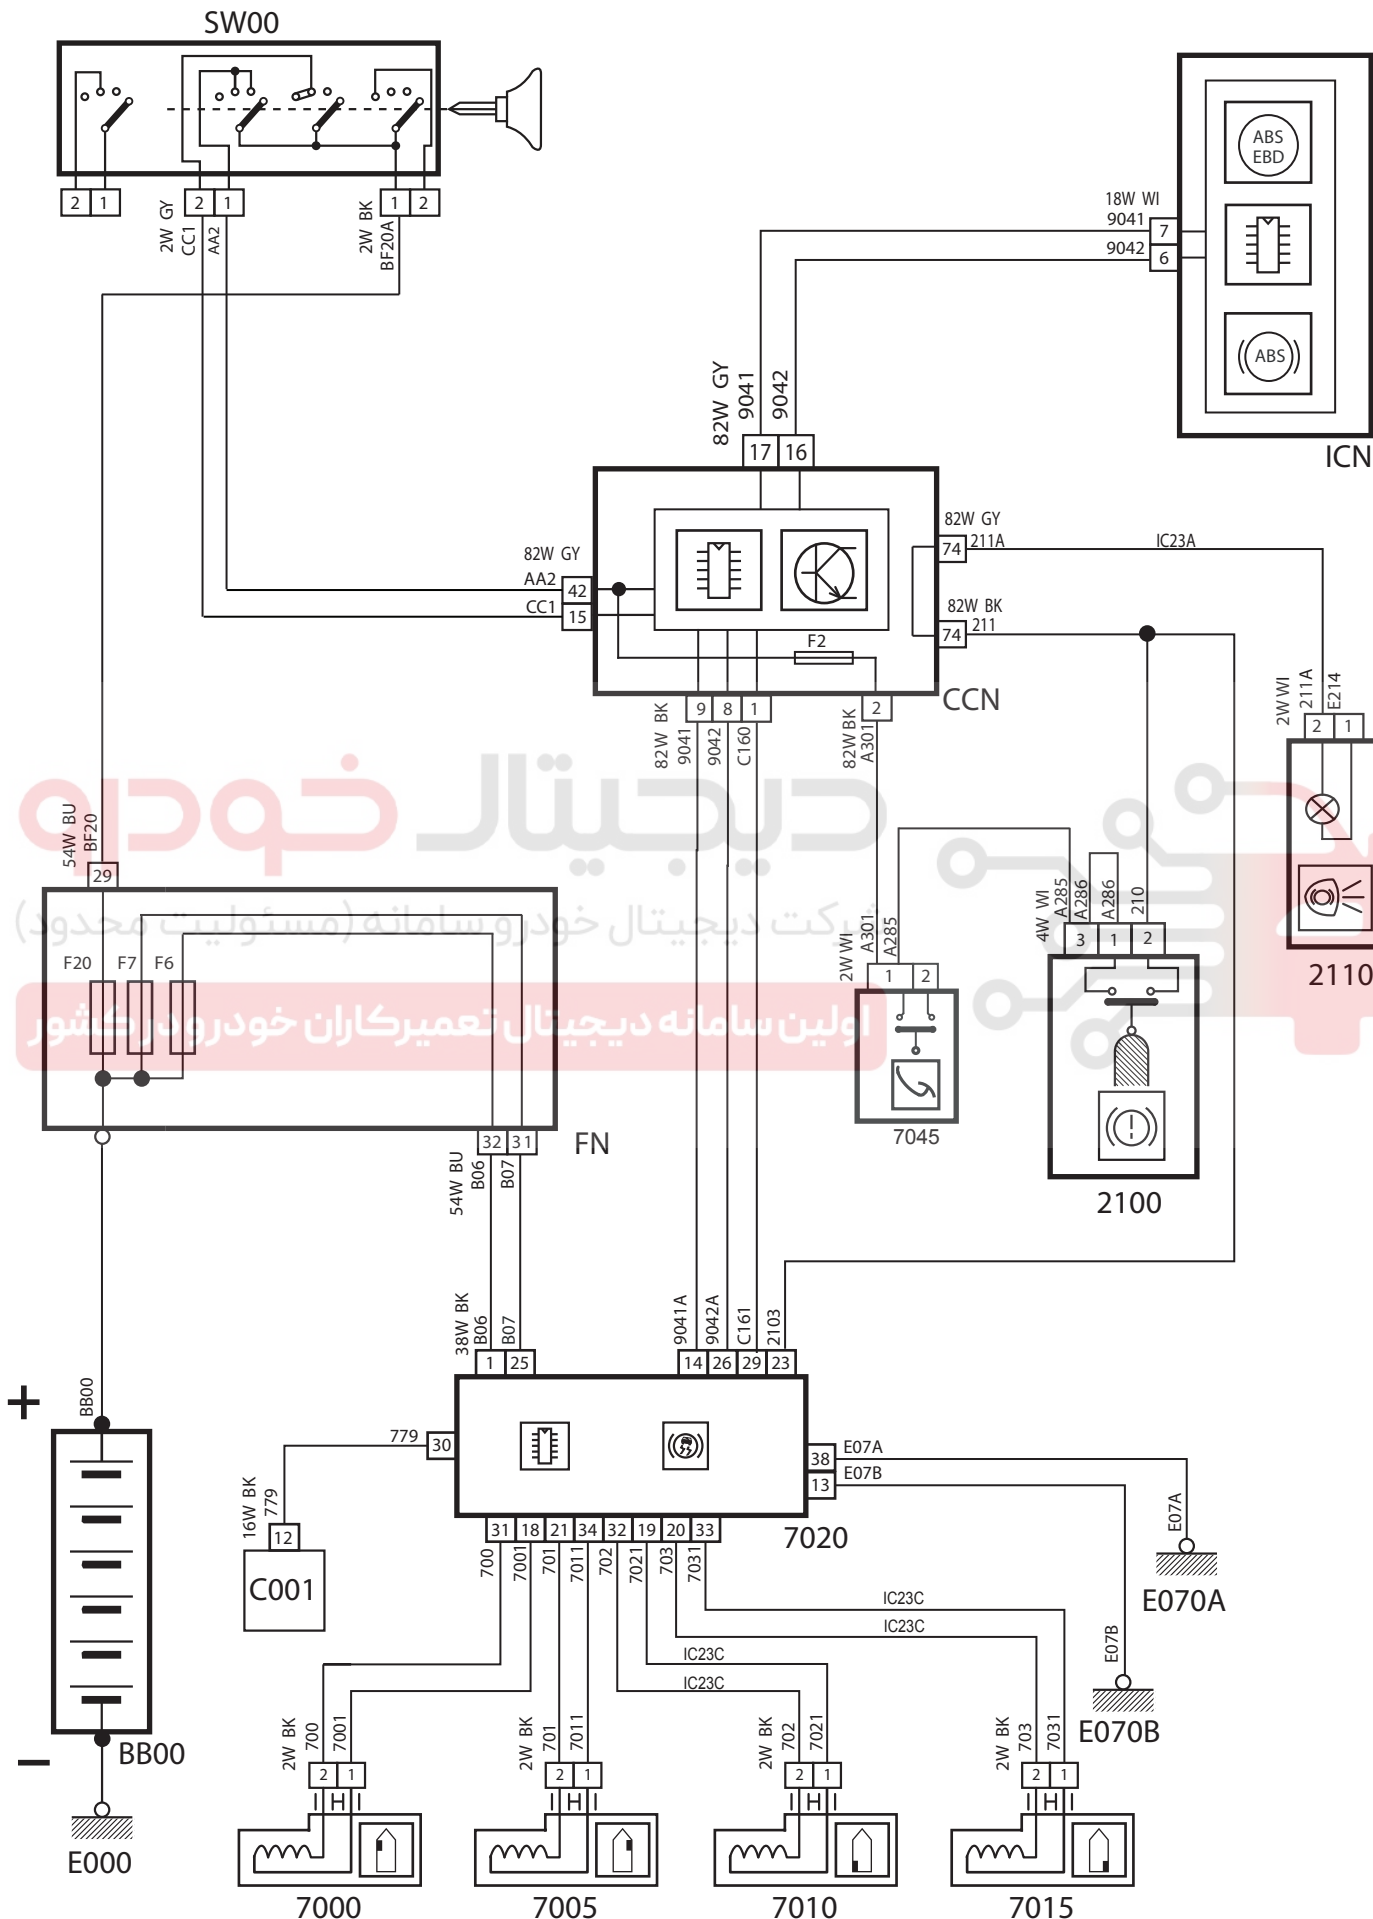 SW00
2 1
2 1
1 2
2W GY
CC1
AA2
2W BK
BF20A
ABS
EBD
ABS
ICN
18W WI
9041
7
9042
6
82W GY
9041
9042
17 16
82W GY
AA2
42
CC1
15
F2
82W GY
74
211A
IC23A
82W BK
74
211
CCN
9 8 1
2
82W BK
9041
9042
C160
82W BK
A301
2W WI
211A
E214
2 1
2110
54W BU
BF20
29
دیجیتال خودرو
شرکت دیجیتال خودرو سامانه (مسئولیت محدود)
اولین سامانه دیجیتال تعمیرکاران خودرو در کشور
F20 F7 F6
FN
32 31
54W BU
B06
B07
2W WI
A301
A285
1 2
7045
4W WI
A285
A286
A286
210
3 1 2
2100
38W BK
B06
B07
1 25
9041A
9042A
C161
2103
14 26 29 23
7020
779
30
16W BK
779
12
C001
38
E07A
13
E07B
E07A
E070A
E07B
E070B
31 18 21 34 32 19 20 33
700
7001
701
7011
702
7021
703
7031
IC23C
IC23C
IC23C
IC23C
+
BB00
–
BB00
E000
2W BK
700
7001
2 1
7000
2W BK
701
7011
2 1
7005
2W BK
702
7021
2 1
7010
2W BK
703
7031
2 1
7015